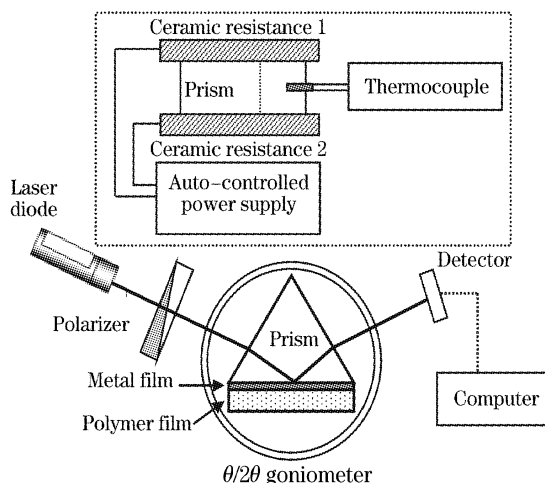 Ceramic resistance 1
Prism
Thermocouple
Ceramic resistance 2
Auto-controlled
power supply
Laser
diode
Detector
Polarizer
Prism
Metal film
Polymer film
Computer
θ/2θ goniometer